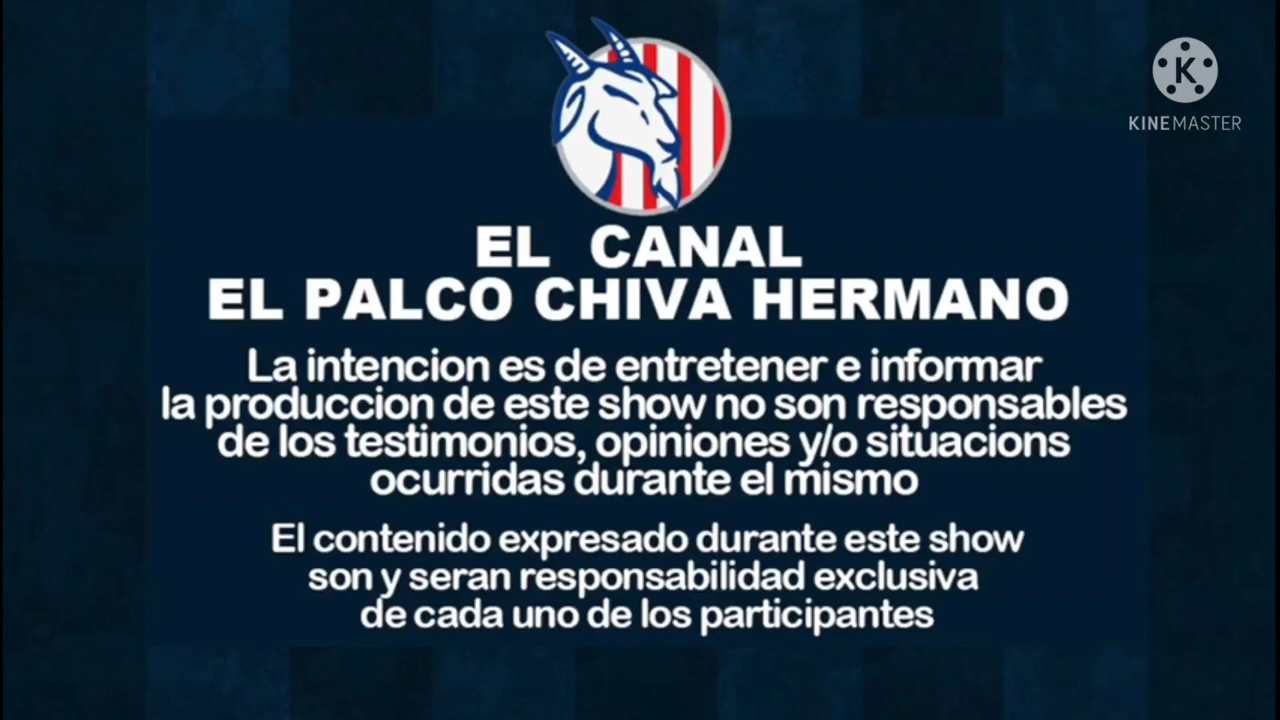 K
KINEMASTER
EL CANAL
EL PALCO CHIVA HERMANO
La intencion es de entretener e informar
la produccion de este show no son responsables
de los testimonios, opiniones y/o situacions
ocurridas durante el mismo
El contenido expresado durante este show
son y seran responsabilidad exclusiva
de cada uno de los participantes